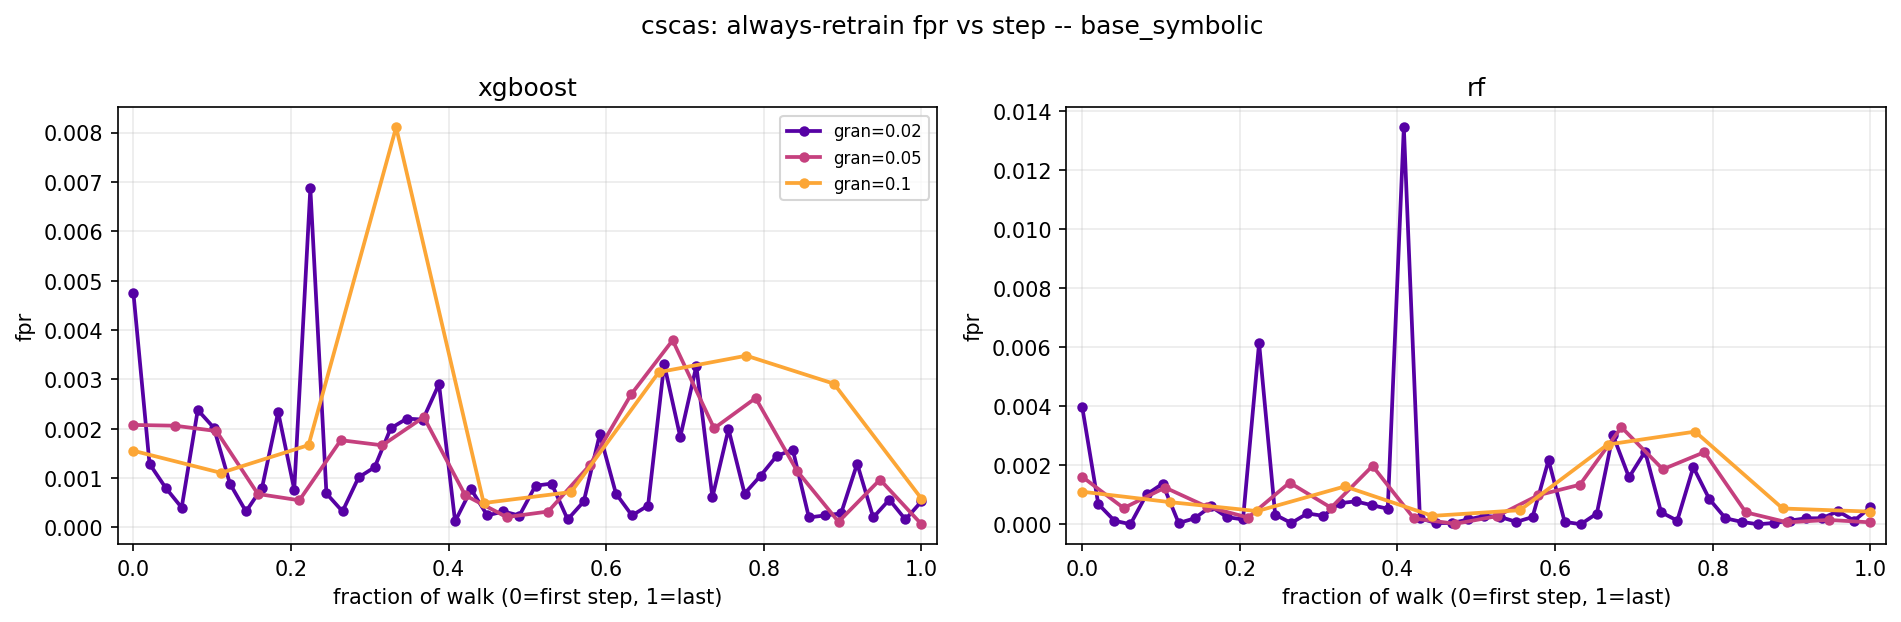 cscas: always-retrain fpr vs step -- base_symbolic
xgboost
fpr
0.008
0.007
0.006
0.005
0.004
0.003
0.002
0.001
0.000
0.0 0.2 0.4 0.6 0.8 1.0
fraction of walk (0=first step, 1=last)
gran=0.02
gran=0.05
gran=0.1
rf
fpr
0.014
0.012
0.010
0.008
0.006
0.004
0.002
0.000
0.0 0.2 0.4 0.6 0.8 1.0
fraction of walk (0=first step, 1=last)